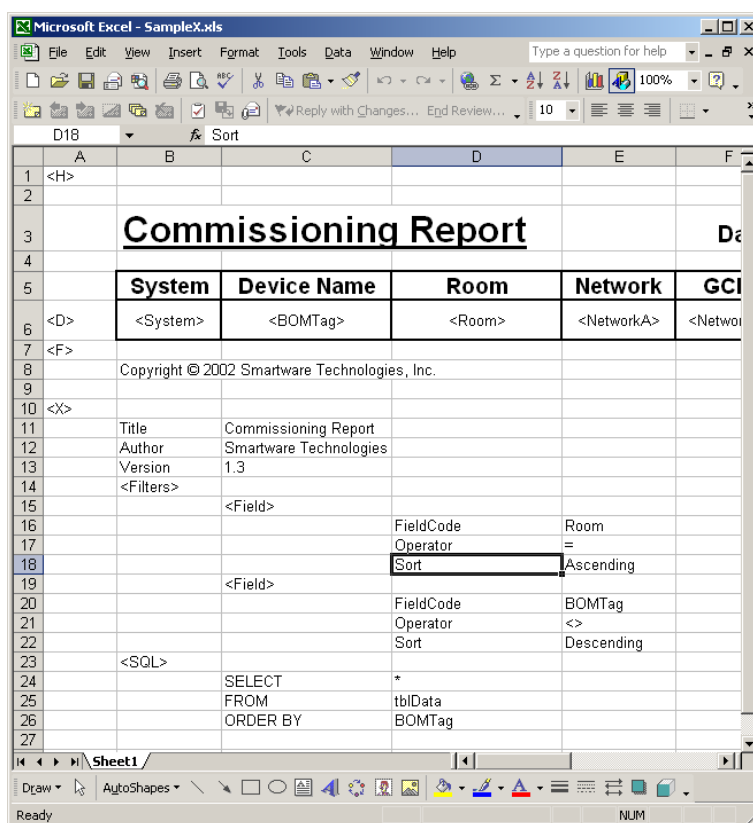 Microsoft Excel - SampleX.xls
File Edit View Insert Format Tools Data Window Help Type a question for help
100%
Reply with Changes... End Review... 10
D18 fx Sort
A B C D E F
1 <H>
2
3 Commissioning Report
4
5 System Device Name Room Network
6 <D> <System> <BOMTag> <Room> <NetworkA>
7 <F>
8 Copyright © 2002 Smartware Technologies, Inc.
9
10 <X>
11 Title Commissioning Report
12 Author Smartware Technologies
13 Version 1.3
14 <Filters>
15 <Field>
16 FieldCode Room
17 Operator =
18 Sort Ascending
19 <Field>
20 FieldCode BOMTag
21 Operator <>
22 Sort Descending
23 <SQL>
24 SELECT *
25 FROM tblData
26 ORDER BY BOMTag
27
Sheet1
Draw AutoShapes
Ready NUM